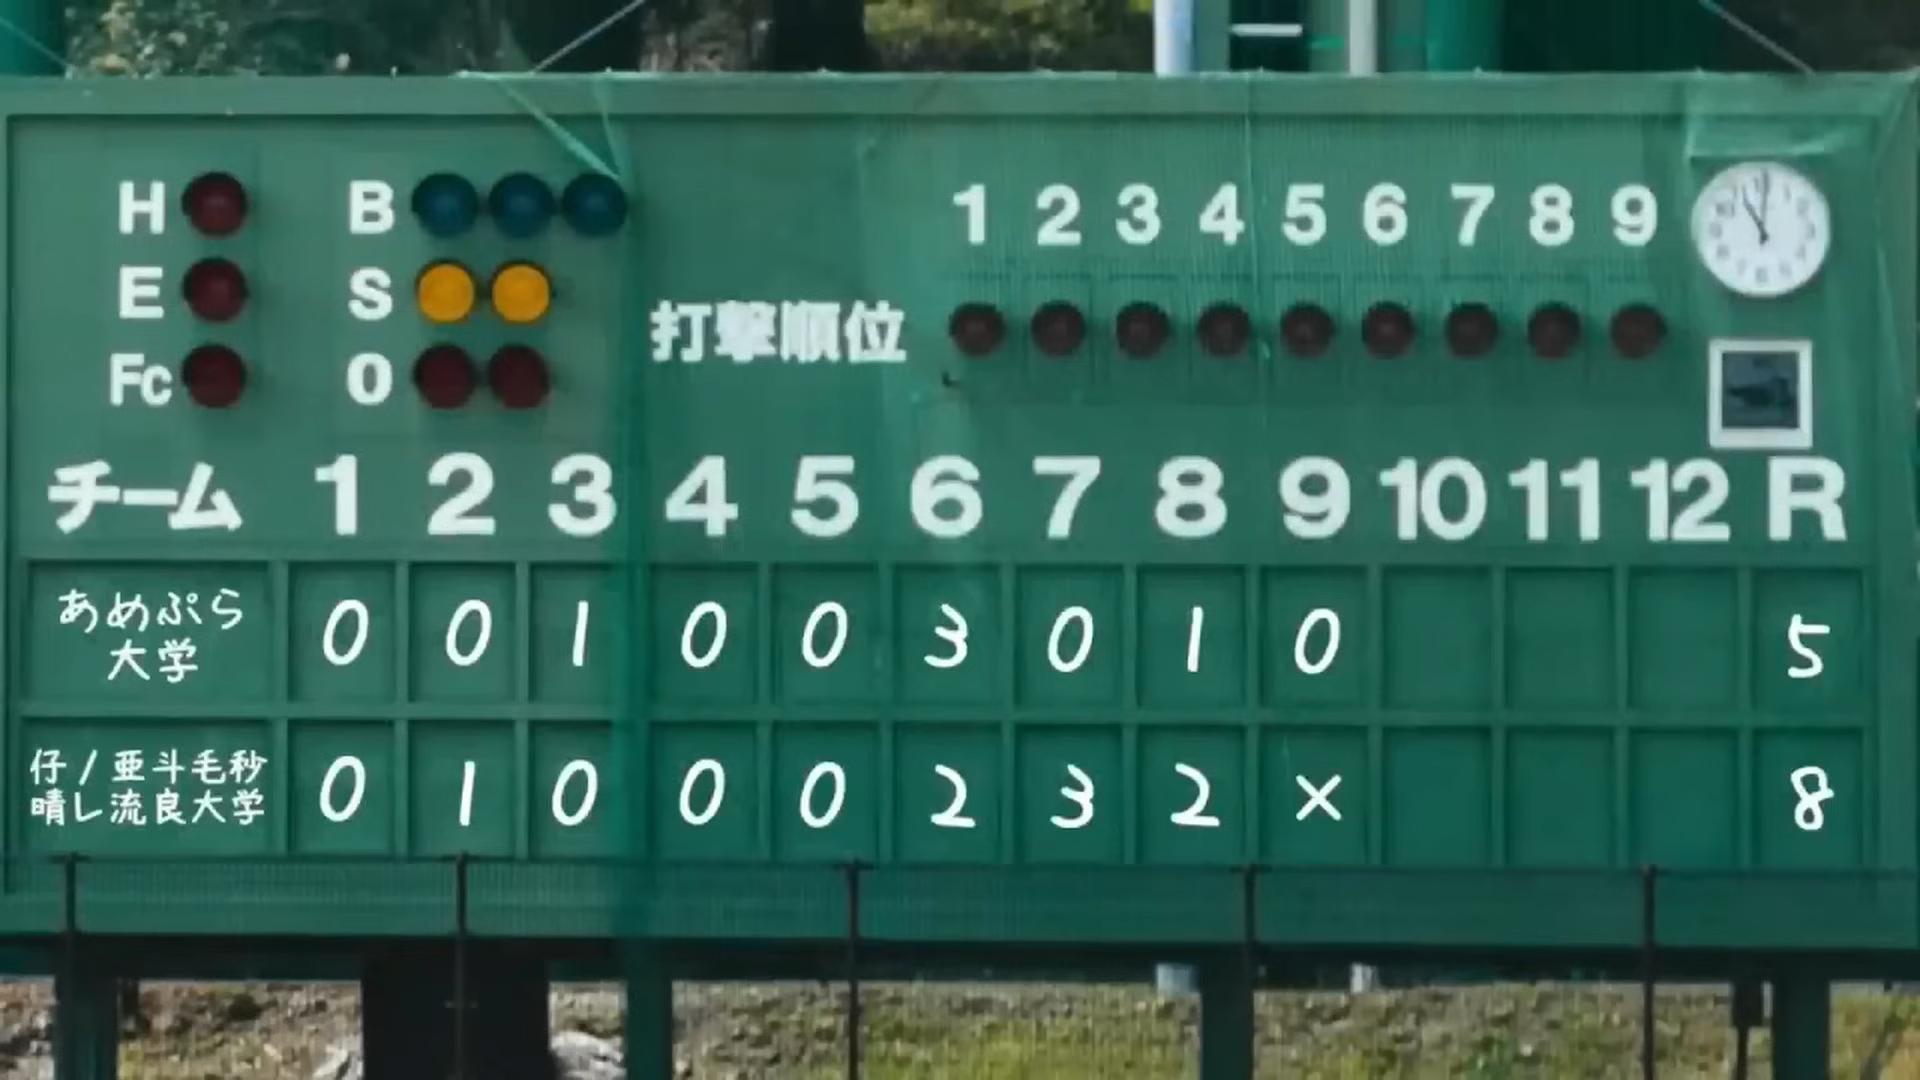 H B 1 2 3 4 5 6 7 8 9
E S
打撃順位
Fc O
チーム 1 2 3 4 5 6 7 8 9 10 11 12 R
あめぷら
大学 0 0 1 0 0 3 0 1 0 5
仔ノ亜斗毛秒
晴レ流良大学 0 1 0 0 0 2 3 2 × 8